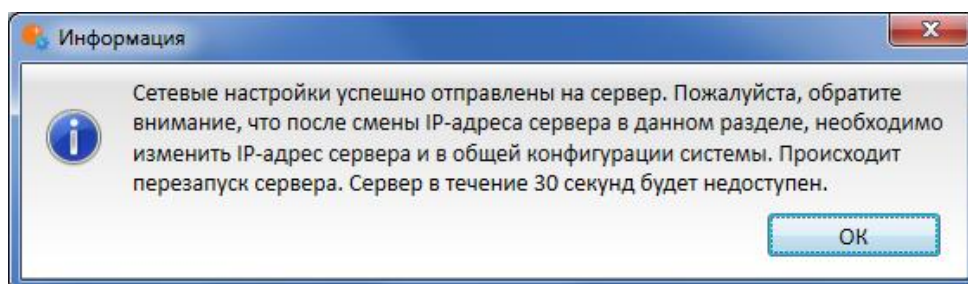 Информация
Сетевые настройки успешно отправлены на сервер. Пожалуйста, обратите
внимание, что после смены IP-адреса сервера в данном разделе, необходимо
изменить IP-адрес сервера и в общей конфигурации системы. Происходит
перезапуск сервера. Сервер в течение 30 секунд будет недоступен.
ОК